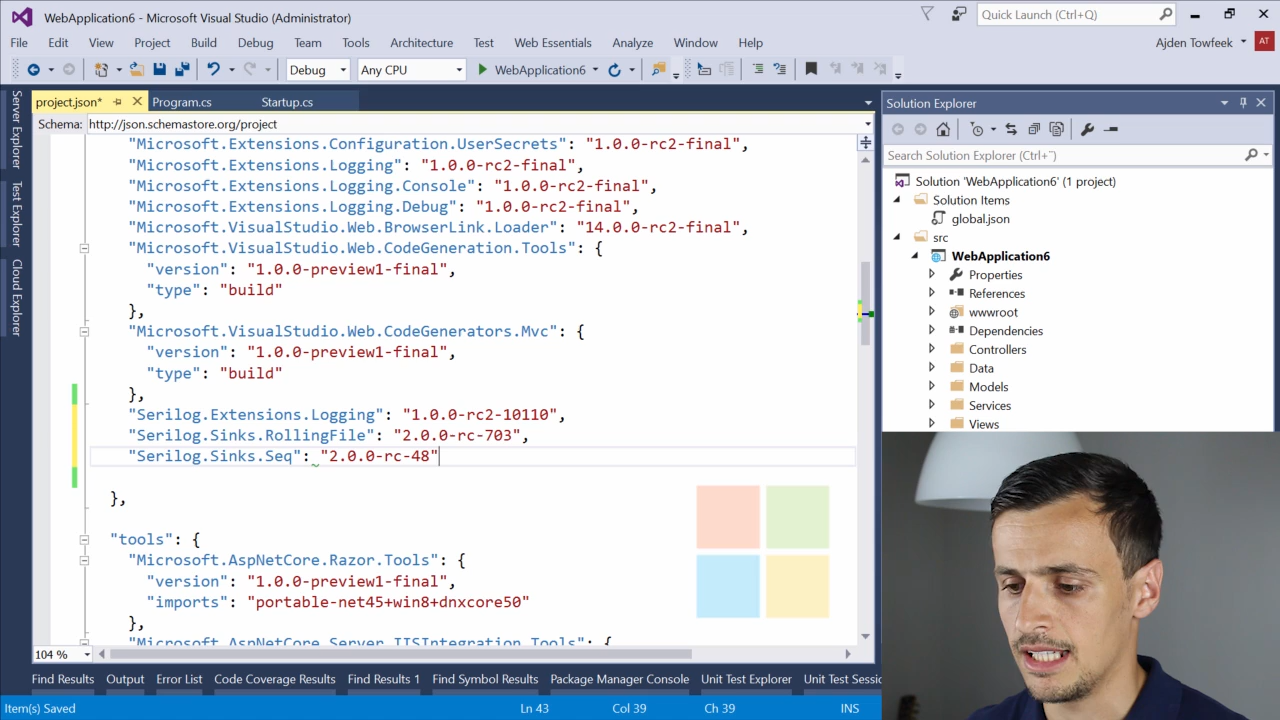 WebApplication6 - Microsoft Visual Studio (Administrator)
Quick Launch (Ctrl+Q)
File Edit View Project Build Debug Team Tools Architecture Test Web Essentials Analyze Window Help
Ajden Towfeek AT
Debug Any CPU WebApplication6
project.json* Program.cs Startup.cs
Schema: http://json.schemastore.org/project
Server Explorer
Test Explorer
Cloud Explorer
"Microsoft.Extensions.Configuration.UserSecrets": "1.0.0-rc2-final",
"Microsoft.Extensions.Logging": "1.0.0-rc2-final",
"Microsoft.Extensions.Logging.Console": "1.0.0-rc2-final",
"Microsoft.Extensions.Logging.Debug": "1.0.0-rc2-final",
"Microsoft.VisualStudio.Web.BrowserLink.Loader": "14.0.0-rc2-final",
"Microsoft.VisualStudio.Web.CodeGeneration.Tools": {
"version": "1.0.0-preview1-final",
"type": "build"
},
"Microsoft.VisualStudio.Web.CodeGenerators.Mvc": {
"version": "1.0.0-preview1-final",
"type": "build"
},
"Serilog.Extensions.Logging": "1.0.0-rc2-10110",
"Serilog.Sinks.RollingFile": "2.0.0-rc-703",
"Serilog.Sinks.Seq": "2.0.0-rc-48"
},
"tools": {
"Microsoft.AspNetCore.Razor.Tools": {
"version": "1.0.0-preview1-final",
"imports": "portable-net45+win8+dnxcore50"
},
"Microsoft.AspNetCore.Server.IISIntegration.Tools": {
104 %
Solution Explorer
Search Solution Explorer (Ctrl+¨)
Solution 'WebApplication6' (1 project)
Solution Items
global.json
src
WebApplication6
Properties
References
wwwroot
Dependencies
Controllers
Data
Models
Services
Views
Find Results Output Error List Code Coverage Results Find Results 1 Find Symbol Results Package Manager Console Unit Test Explorer Unit Test Sessi
Item(s) Saved Ln 43 Col 39 Ch 39 INS